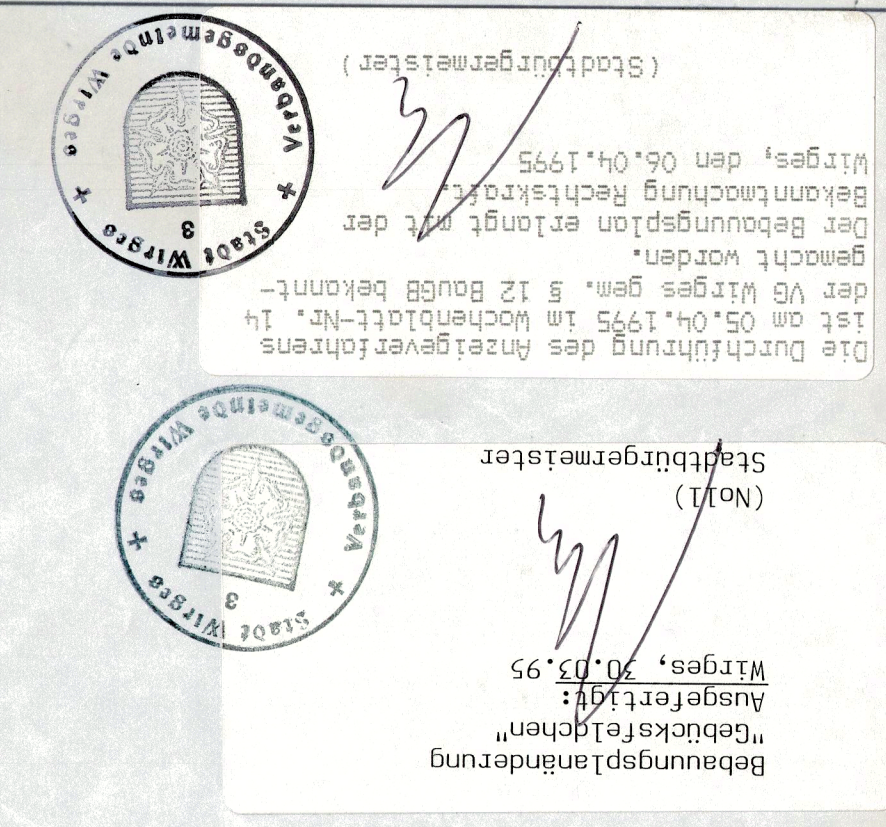 Bebauungsplanänderung
"Gebücksfeldchen"
Ausgefertigt:
Wirges, 30.03.95
(Noll)
Stadtbürgermeister
Stadt Wirges
3
Verbandsgemeinde Wirges
Die Durchführung des Anzeigeverfahrens
ist am 05.04.1995 im Wochenblatt-Nr. 14
der VG Wirges gem. § 12 BauGB bekannt-
gemacht worden.
Der Bebauungsplan erlangt mit der
Bekanntmachung Rechtskraft.
Wirges, den 06.04.1995
(Stadtbürgermeister)
Stadt Wirges
3
Verbandsgemeinde Wirges